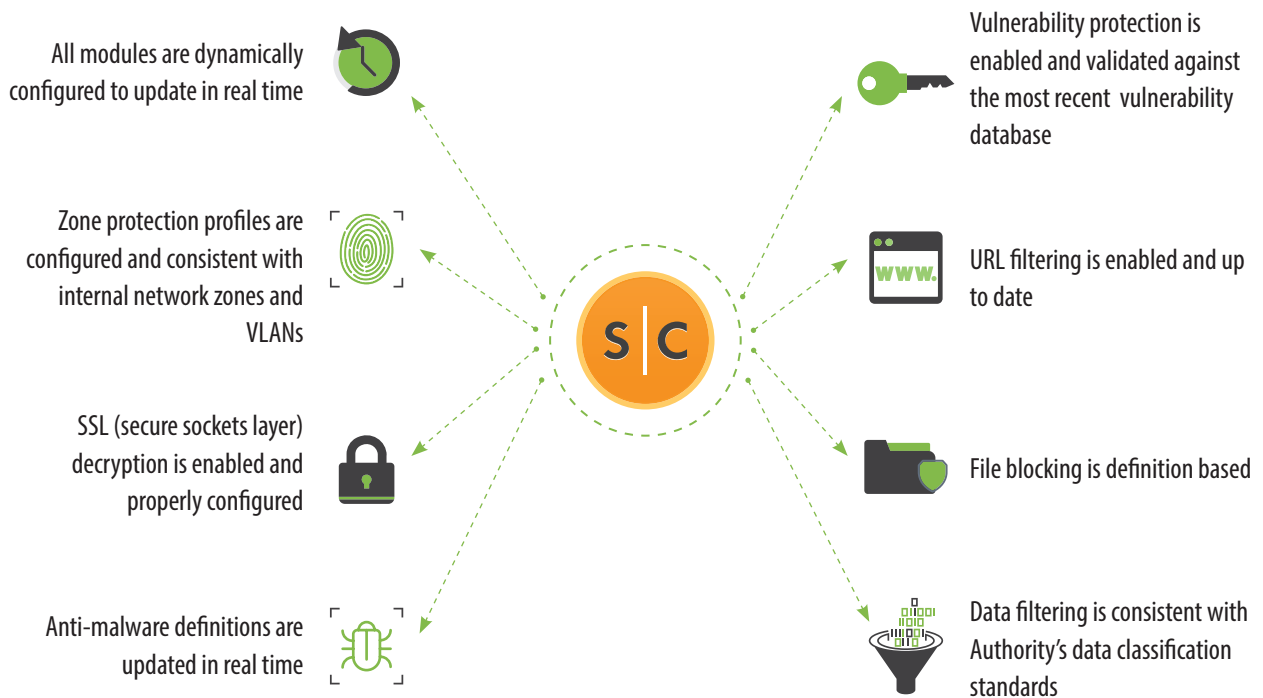 All modules are dynamically
configured to update in real time
Zone protection profiles are
configured and consistent with
internal network zones and
VLANs
SSL (secure sockets layer)
decryption is enabled and
properly configured
Anti-malware definitions are
updated in real time
S|C
Vulnerability protection is
enabled and validated against
the most recent vulnerability
database
www.
URL filtering is enabled and up
to date
File blocking is definition based
Data filtering is consistent with
Authority's data classification
standards